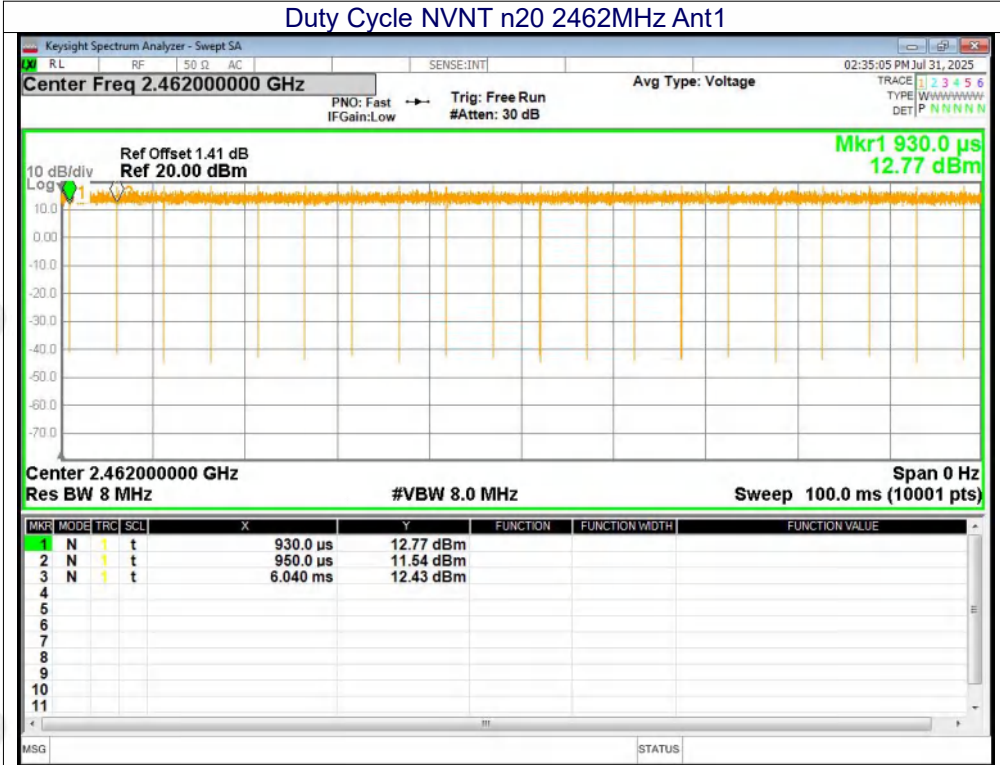 Duty Cycle NVNT n20 2462MHz Ant1
Keysight Spectrum Analyzer - Swept SA
RL RF 50 Ω AC SENSE:INT 02:35:05 PM Jul 31, 2025
Center Freq 2.462000000 GHz Avg Type: Voltage TRACE 1 2 3 4 5 6
PNO: Fast Trig: Free Run TYPE WWWWWW
IFGain:Low #Atten: 30 dB DET P N N N N N
Mkr1 930.0 µs
12.77 dBm
Ref Offset 1.41 dB
10 dB/div Ref 20.00 dBm
Log
1 2
10.0
0.00
-10.0
-20.0
-30.0
-40.0
-50.0
-60.0
-70.0
Center 2.462000000 GHz Span 0 Hz
Res BW 8 MHz #VBW 8.0 MHz Sweep 100.0 ms (10001 pts)
MKR MODE TRC SCL X Y FUNCTION FUNCTION WIDTH FUNCTION VALUE
1 N 1 t 930.0 µs 12.77 dBm
2 N 1 t 950.0 µs 11.54 dBm
3 N 1 t 6.040 ms 12.43 dBm
4
5
6
7
8
9
10
11
MSG STATUS